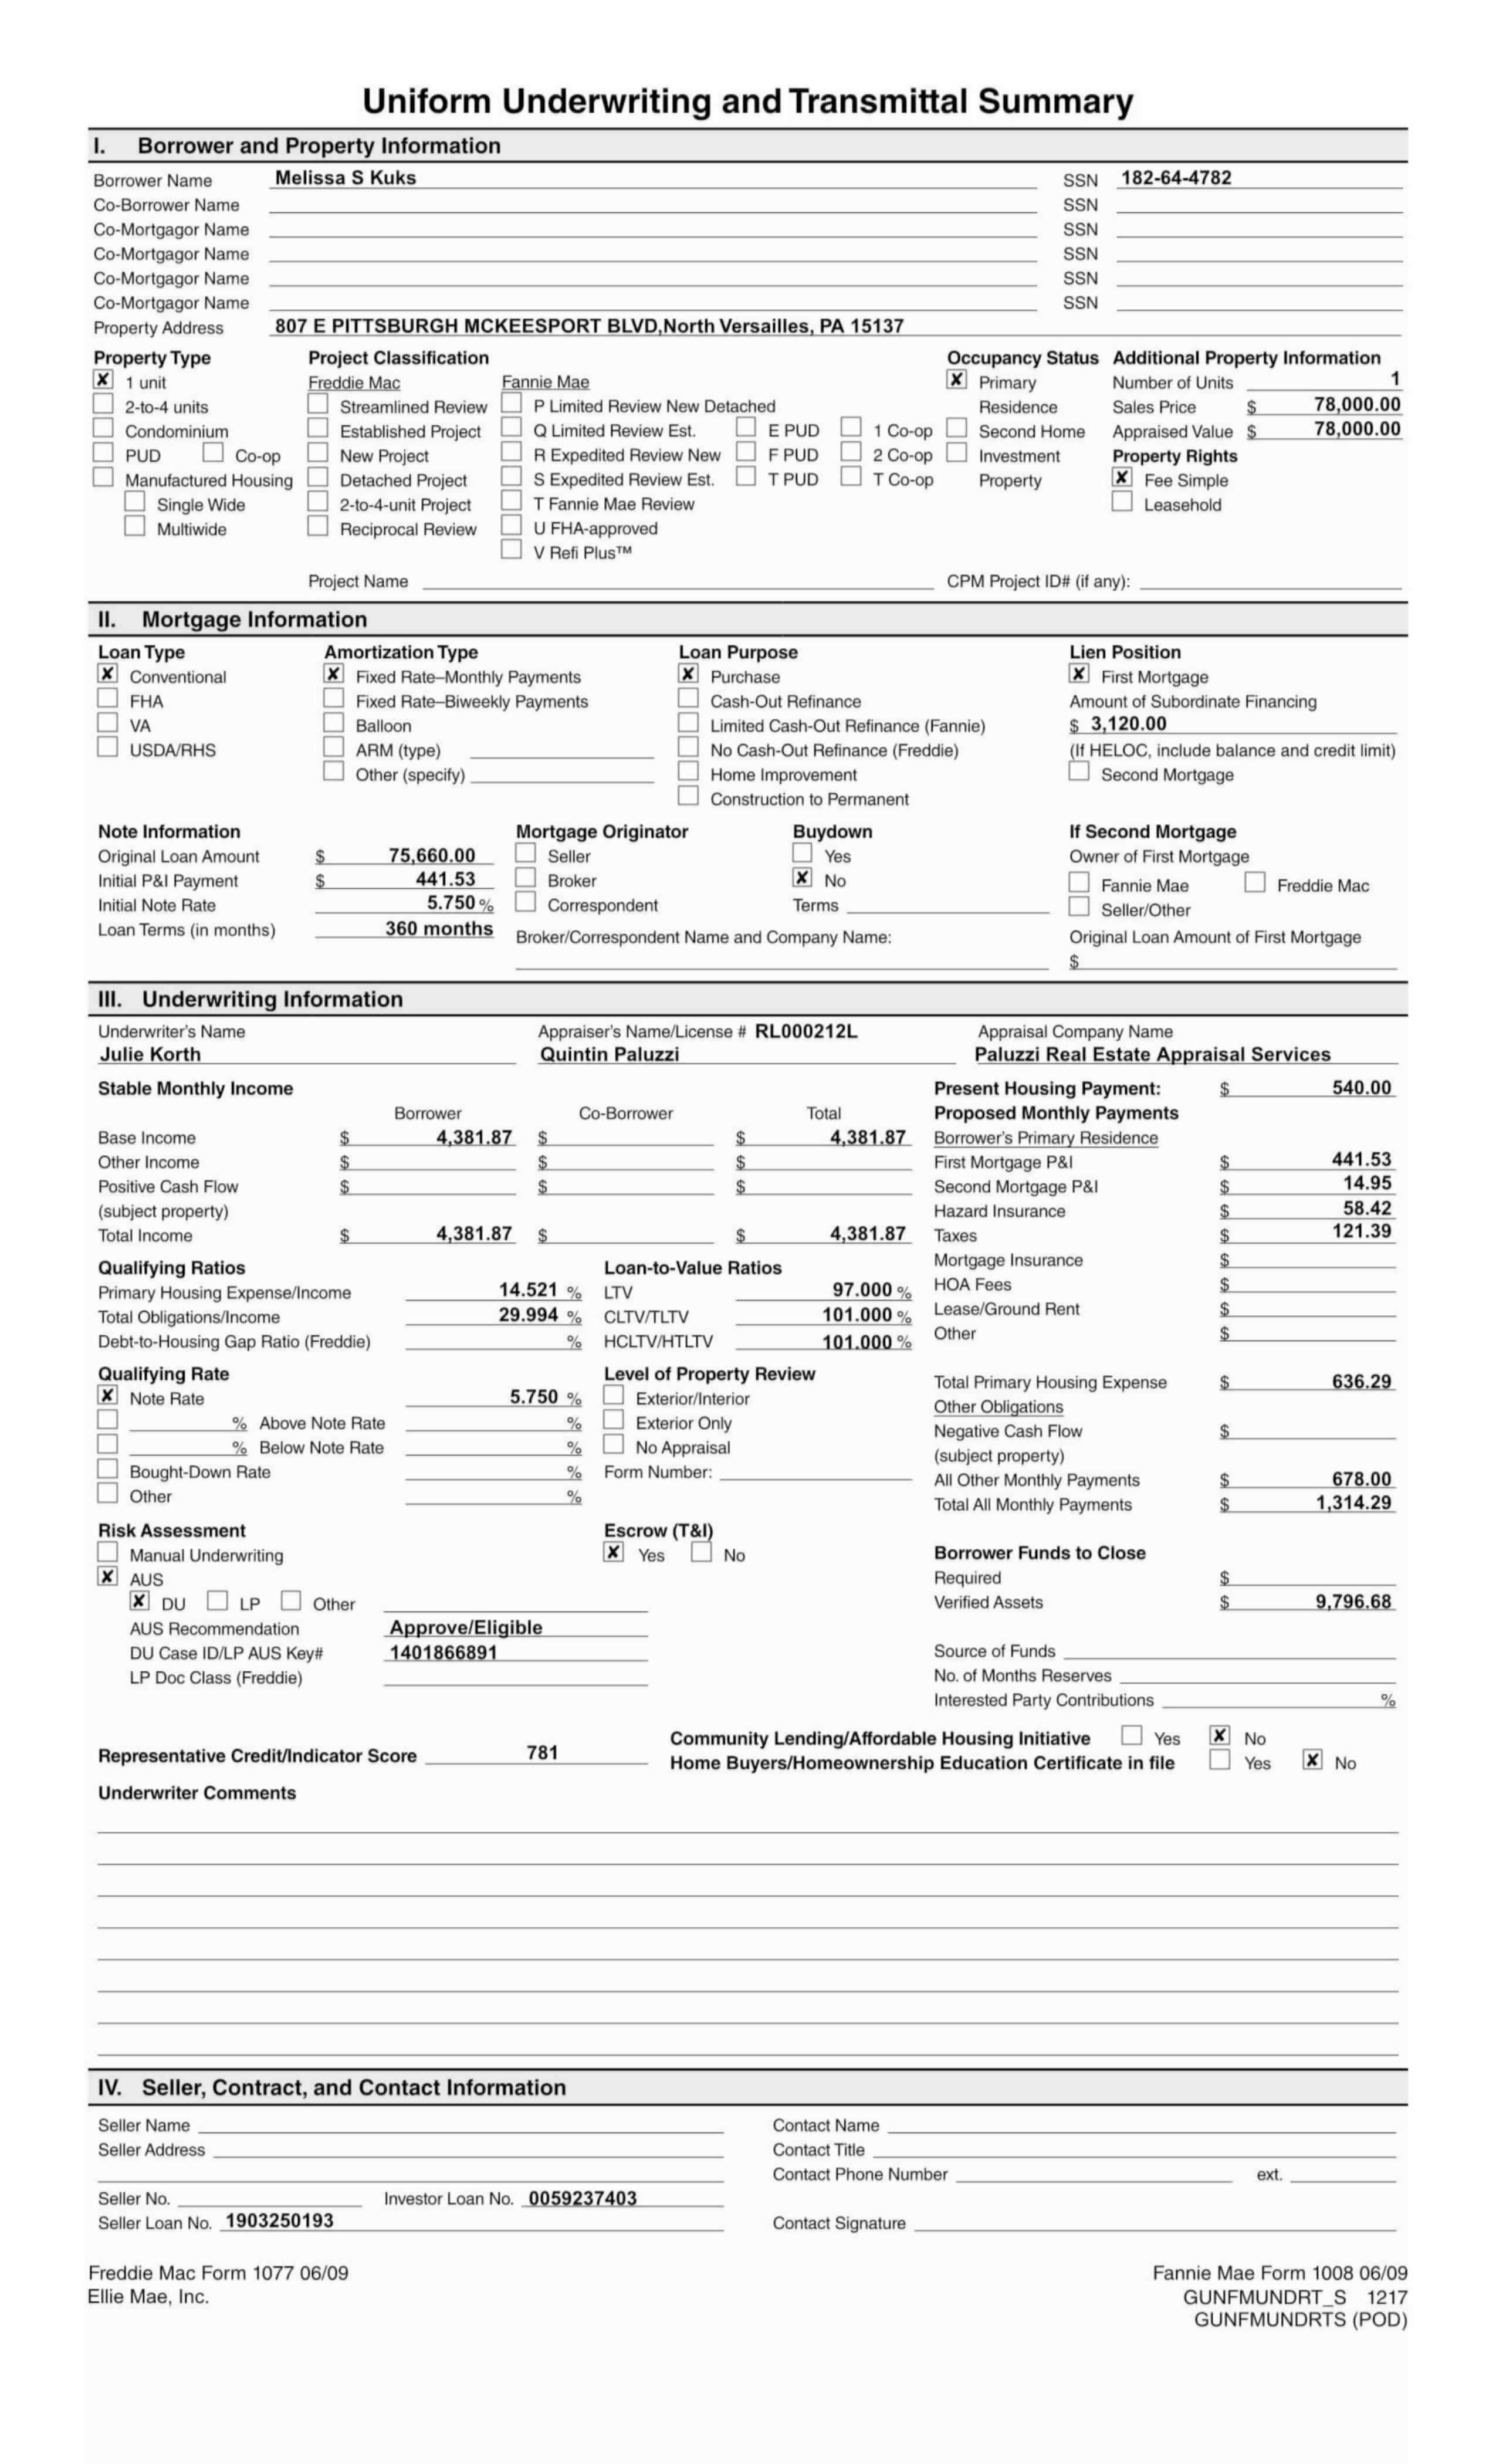 Uniform Underwriting and Transmittal Summary
I. Borrower and Property Information
Borrower Name Melissa S Kuks SSN 182-64-4782
Co-Borrower Name SSN
Co-Mortgagor Name SSN
Co-Mortgagor Name SSN
Co-Mortgagor Name SSN
Co-Mortgagor Name SSN
Property Address 807 E PITTSBURGH MCKEESPORT BLVD,North Versailles, PA 15137
Property Type Project Classification Occupancy Status Additional Property Information
✘ 1 unit Freddie Mac Fannie Mae ✘ Primary Number of Units 1
2-to-4 units Streamlined Review P Limited Review New Detached Residence Sales Price $ 78,000.00
Condominium Established Project Q Limited Review Est. E PUD 1 Co-op Second Home Appraised Value $ 78,000.00
PUD Co-op New Project R Expedited Review New F PUD 2 Co-op Investment Property Rights
Manufactured Housing Detached Project S Expedited Review Est. T PUD T Co-op Property ✘ Fee Simple
Single Wide 2-to-4-unit Project T Fannie Mae Review Leasehold
Multiwide Reciprocal Review U FHA-approved
V Refi Plus™
Project Name CPM Project ID# (if any):
II. Mortgage Information
Loan Type Amortization Type Loan Purpose Lien Position
✘ Conventional ✘ Fixed Rate–Monthly Payments ✘ Purchase ✘ First Mortgage
FHA Fixed Rate–Biweekly Payments Cash-Out Refinance Amount of Subordinate Financing
VA Balloon Limited Cash-Out Refinance (Fannie) $ 3,120.00
USDA/RHS ARM (type) No Cash-Out Refinance (Freddie) (If HELOC, include balance and credit limit)
Other (specify) Home Improvement Second Mortgage
Construction to Permanent
Note Information Mortgage Originator Buydown If Second Mortgage
Original Loan Amount $ 75,660.00 Seller Yes Owner of First Mortgage
Initial P&I Payment $ 441.53 Broker ✘ No Fannie Mae Freddie Mac
Initial Note Rate 5.750 % Correspondent Terms Seller/Other
Loan Terms (in months) 360 months Broker/Correspondent Name and Company Name: Original Loan Amount of First Mortgage
$
III. Underwriting Information
Underwriter's Name Appraiser's Name/License # RL000212L Appraisal Company Name
Julie Korth Quintin Paluzzi Paluzzi Real Estate Appraisal Services
Stable Monthly Income Present Housing Payment: $ 540.00
Borrower Co-Borrower Total Proposed Monthly Payments
Base Income $ 4,381.87 $ $ 4,381.87 Borrower's Primary Residence
Other Income $ $ $ First Mortgage P&I $ 441.53
Positive Cash Flow $ $ $ Second Mortgage P&I $ 14.95
(subject property) Hazard Insurance $ 58.42
Total Income $ 4,381.87 $ $ 4,381.87 Taxes $ 121.39
Qualifying Ratios Loan-to-Value Ratios Mortgage Insurance $
Primary Housing Expense/Income 14.521 % LTV 97.000 % HOA Fees $
Total Obligations/Income 29.994 % CLTV/TLTV 101.000 % Lease/Ground Rent $
Debt-to-Housing Gap Ratio (Freddie) % HCLTV/HTLTV 101.000 % Other $
Qualifying Rate Level of Property Review Total Primary Housing Expense $ 636.29
✘ Note Rate 5.750 % Exterior/Interior Other Obligations
% Above Note Rate % Exterior Only Negative Cash Flow $
% Below Note Rate % No Appraisal (subject property)
Bought-Down Rate % Form Number: All Other Monthly Payments $ 678.00
Other % Total All Monthly Payments $ 1,314.29
Risk Assessment Escrow (T&I)
Manual Underwriting ✘ Yes No Borrower Funds to Close
✘ AUS Required $
✘ DU LP Other Verified Assets $ 9,796.68
AUS Recommendation Approve/Eligible
DU Case ID/LP AUS Key# 1401866891 Source of Funds
LP Doc Class (Freddie) No. of Months Reserves
Interested Party Contributions %
Community Lending/Affordable Housing Initiative Yes ✘ No
Representative Credit/Indicator Score 781 Home Buyers/Homeownership Education Certificate in file Yes ✘ No
Underwriter Comments
IV. Seller, Contract, and Contact Information
Seller Name Contact Name
Seller Address Contact Title
Contact Phone Number ext.
Seller No. Investor Loan No. 0059237403
Seller Loan No. 1903250193 Contact Signature
Freddie Mac Form 1077 06/09 Fannie Mae Form 1008 06/09
Ellie Mae, Inc. GUNFMUNDRT_S 1217
GUNFMUNDRTS (POD)